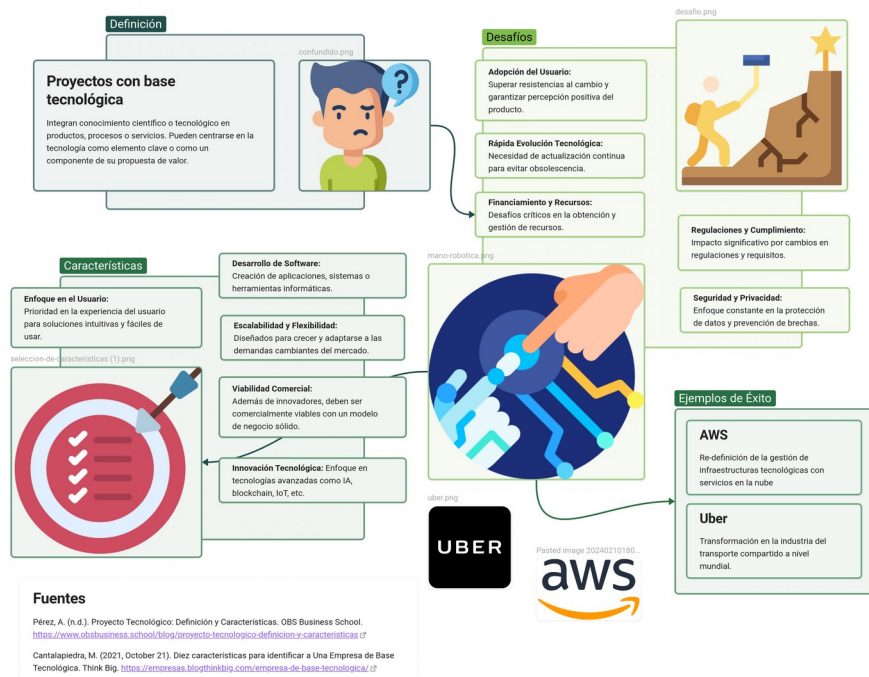 Definición
confundido.png
Proyectos con base
tecnológica
Integran conocimiento científico o tecnológico en
productos, procesos o servicios. Pueden centrarse en la
tecnología como elemento clave o como un
componente de su propuesta de valor.
?
Desafíos
desafio.png
Adopción del Usuario:
Superar resistencias al cambio y
garantizar percepción positiva del
producto.
Rápida Evolución Tecnológica:
Necesidad de actualización continua
para evitar obsolescencia.
Financiamiento y Recursos:
Desafíos críticos en la obtención y
gestión de recursos.
Regulaciones y Cumplimiento:
Impacto significativo por cambios en
regulaciones y requisitos.
Seguridad y Privacidad:
Enfoque constante en la protección
de datos y prevención de brechas.
Características
Enfoque en el Usuario:
Prioridad en la experiencia del usuario
para soluciones intuitivas y fáciles de
usar.
seleccion-de-caracteristicas (1).png
Desarrollo de Software:
Creación de aplicaciones, sistemas o
herramientas informáticas.
Escalabilidad y Flexibilidad:
Diseñados para crecer y adaptarse a las
demandas cambiantes del mercado.
Viabilidad Comercial:
Además de innovadores, deben ser
comercialmente viables con un modelo
de negocio sólido.
Innovación Tecnológica: Enfoque en
tecnologías avanzadas como IA,
blockchain, IoT, etc.
mano-robotica.png
Ejemplos de Éxito
AWS
Re-definición de la gestión de
infraestructuras tecnológicas con
servicios en la nube
Uber
Transformación en la industria del
transporte compartido a nivel
mundial.
uber.png
UBER
Pasted image 20240210180...
aws
Fuentes
Pérez, A. (n.d.). Proyecto Tecnológico: Definición y Características. OBS Business School.
https://www.obsbusiness.school/blog/proyecto-tecnologico-definicion-y-caracteristicas
Cantalapiedra, M. (2021, October 21). Diez características para identificar a Una Empresa de Base
Tecnológica. Think Big. https://empresas.blogthinkbig.com/empresa-de-base-tecnologica/